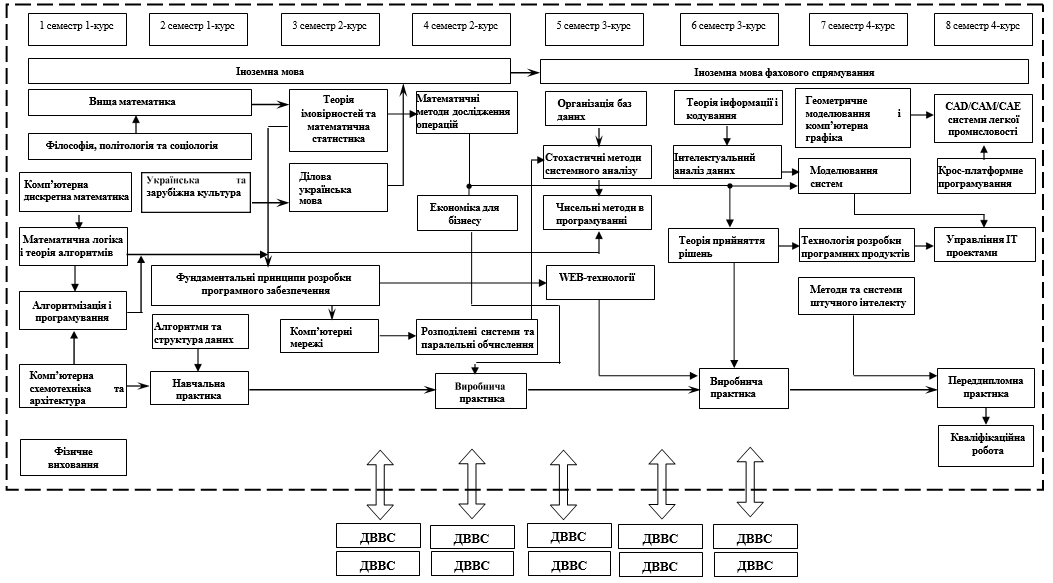 1 семестр 1-курс
2 семестр 1-курс
3 семестр 2-курс
4 семестр 2-курс
5 семестр 3-курс
6 семестр 3-курс
7 семестр 4-курс
8 семестр 4-курс
Іноземна мова
Іноземна мова фахового спрямування
Вища математика
Теорія
імовірностей та
математична
статистика
Математичні
методи дослідження
операцій
Організація баз
даних
Теорія інформації і
кодування
Геометричне
моделювання і
комп’ютерна
графіка
CAD/CAM/CAE
системи легкої
промисловості
Філософія, політологія та соціологія
Стохастичні методи
системного аналізу
Інтелектуальний
аналіз даних
Моделювання
систем
Крос-платформне
програмування
Комп’ютерна
дискретна математика
Українська та
зарубіжна культура
Ділова
українська
мова
Економіка для
бізнесу
Чисельні методи в
програмуванні
Математична логіка
і теорія алгоритмів
Теорія прийняття
рішень
Технологія розробки
програмних продуктів
Управління ІТ
проектами
Фундаментальні принципи розробки
програмного забезпечення
WEB-технології
Методи та системи
штучного інтелекту
Алгоритмізація і
програмування
Алгоритми та
структура даних
Комп’ютерні
мережі
Розподілені системи та
паралельні обчислення
Комп’ютерна
схемотехніка та
архітектура
Навчальна
практика
Виробнича
практика
Виробнича
практика
Переддипломна
практика
Кваліфікаційна
робота
Фізичне
виховання
ДВВС
ДВВС
ДВВС
ДВВС
ДВВС
ДВВС
ДВВС
ДВВС
ДВВС
ДВВС